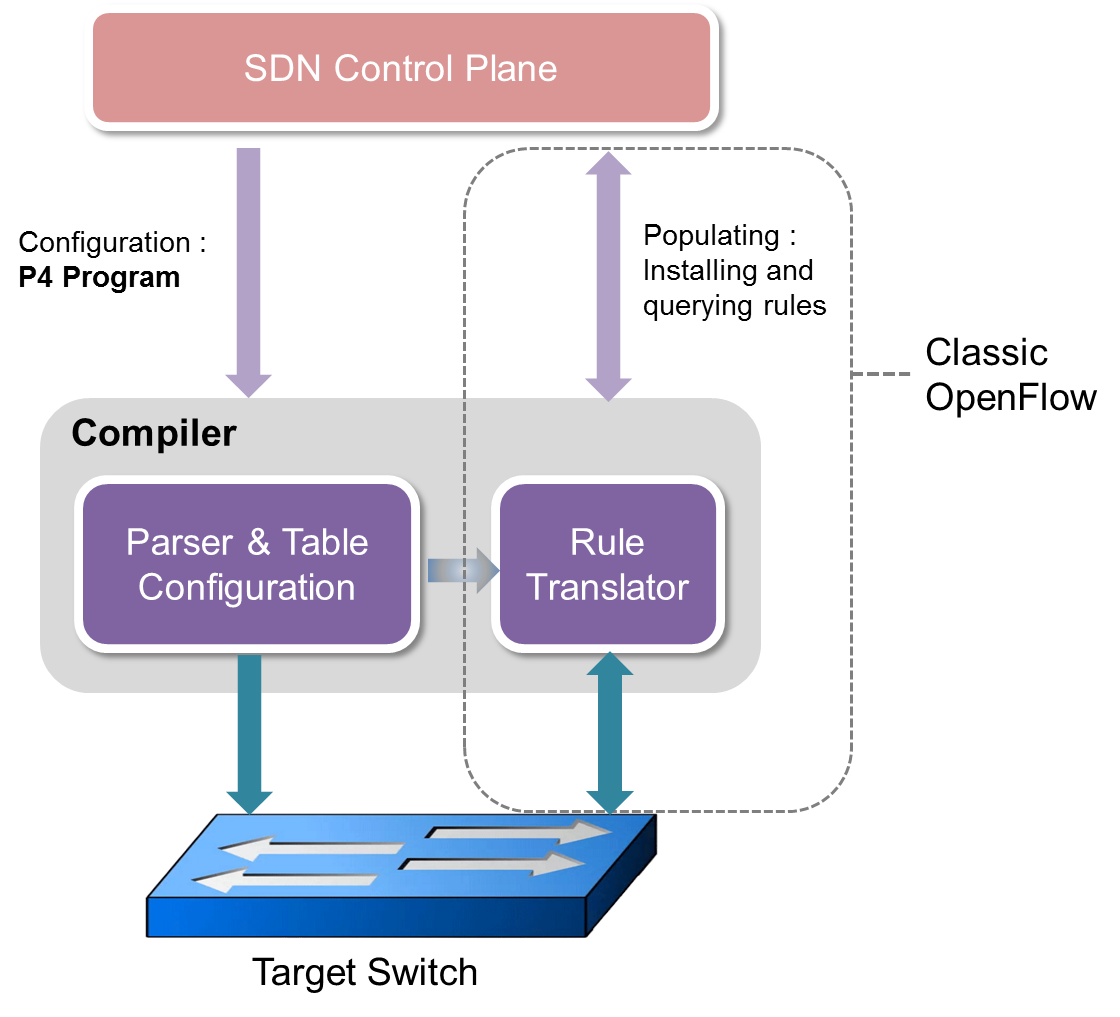 SDN Control Plane
Configuration :
P4 Program
Populating :
Installing and
querying rules
Classic
OpenFlow
Compiler
Parser & Table
Configuration
Rule
Translator
Target Switch